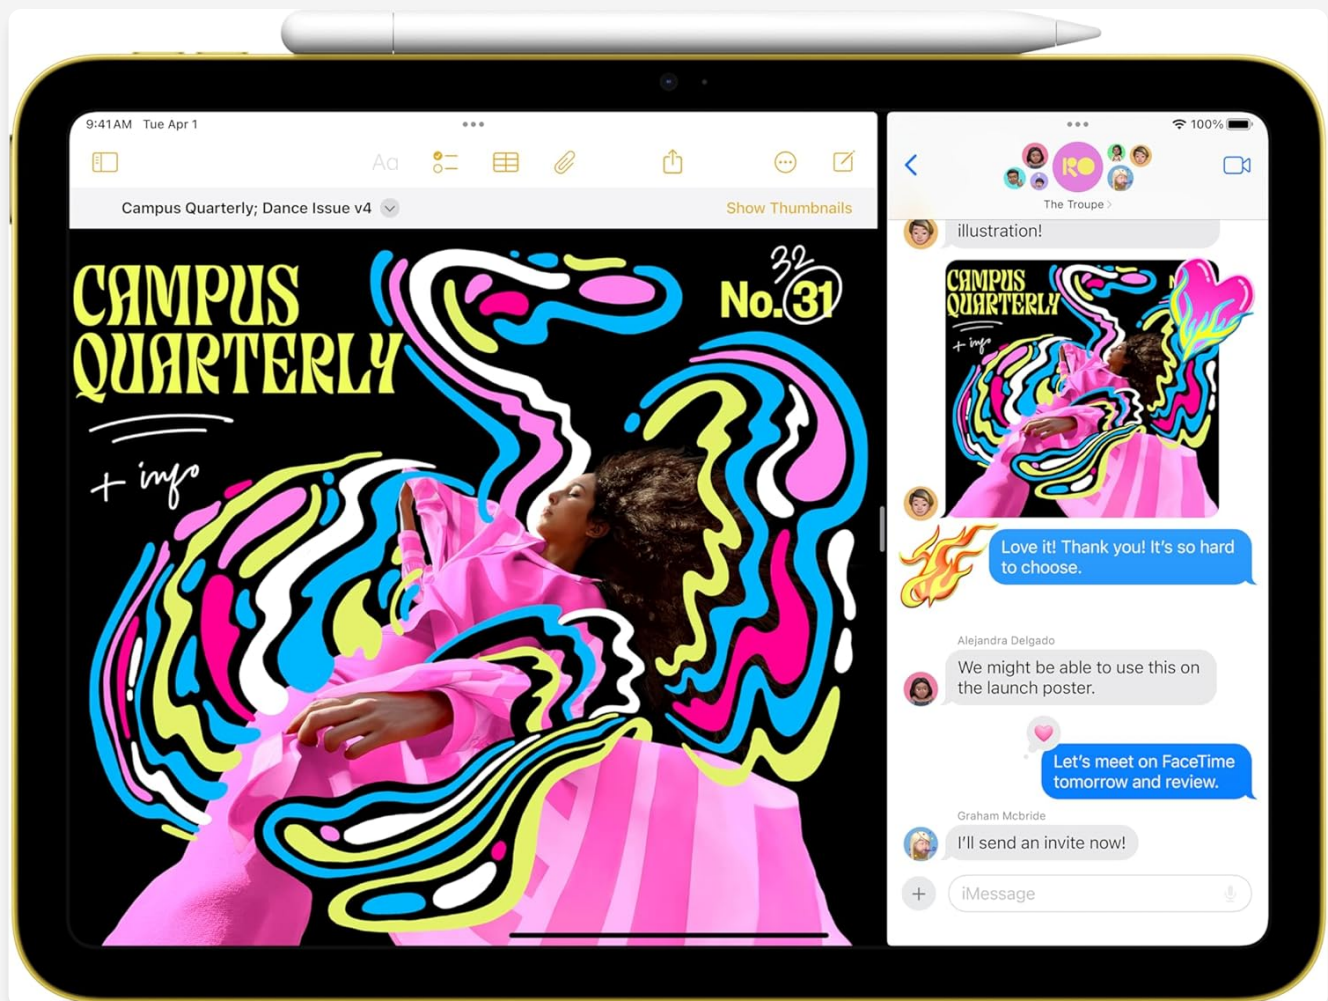 9:41 AM Tue Apr 1
100%
Aa
Campus Quarterly; Dance Issue v4
Show Thumbnails
CAMPUS
QUARTERLY
+ info
32
No. 31
RO
The Troupe
illustration!
CAMPUS
QUARTERLY
+ info
N
Love it! Thank you! It's so hard
to choose.
Alejandra Delgado
We might be able to use this on
the launch poster.
Let's meet on FaceTime
tomorrow and review.
Graham Mcbride
I'll send an invite now!
iMessage